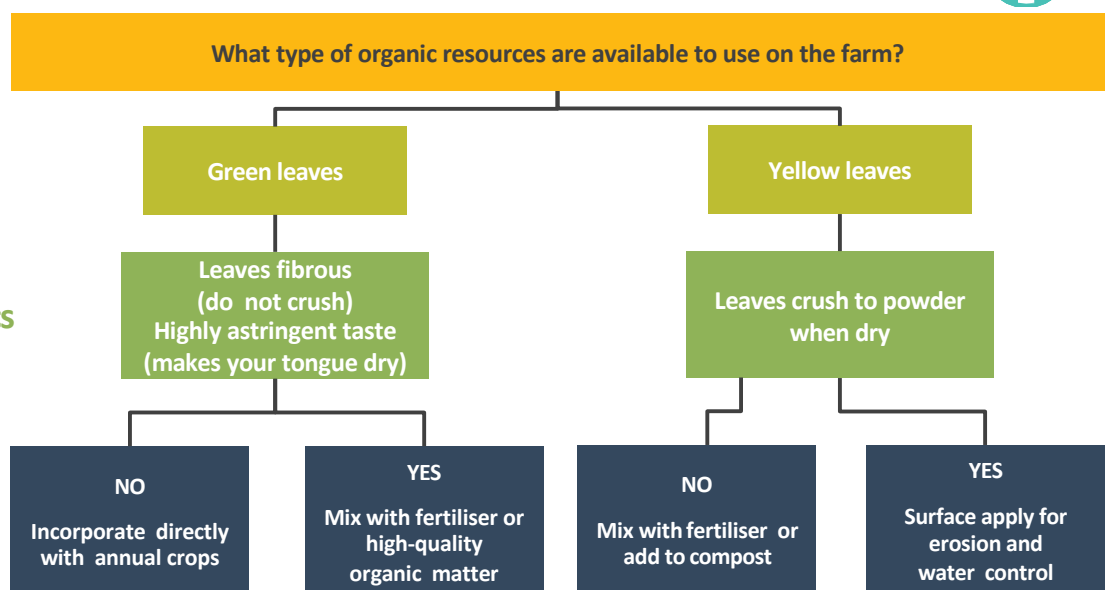 What type of organic resources are available to use on the farm?
Green leaves
Yellow leaves
Leaves fibrous
(do not crush)
Highly astringent taste
(makes your tongue dry)
Leaves crush to powder
when dry
NO
Incorporate directly
with annual crops
YES
Mix with fertiliser or
high-quality
organic matter
NO
Mix with fertiliser or
add to compost
YES
Surface apply for
erosion and
water control